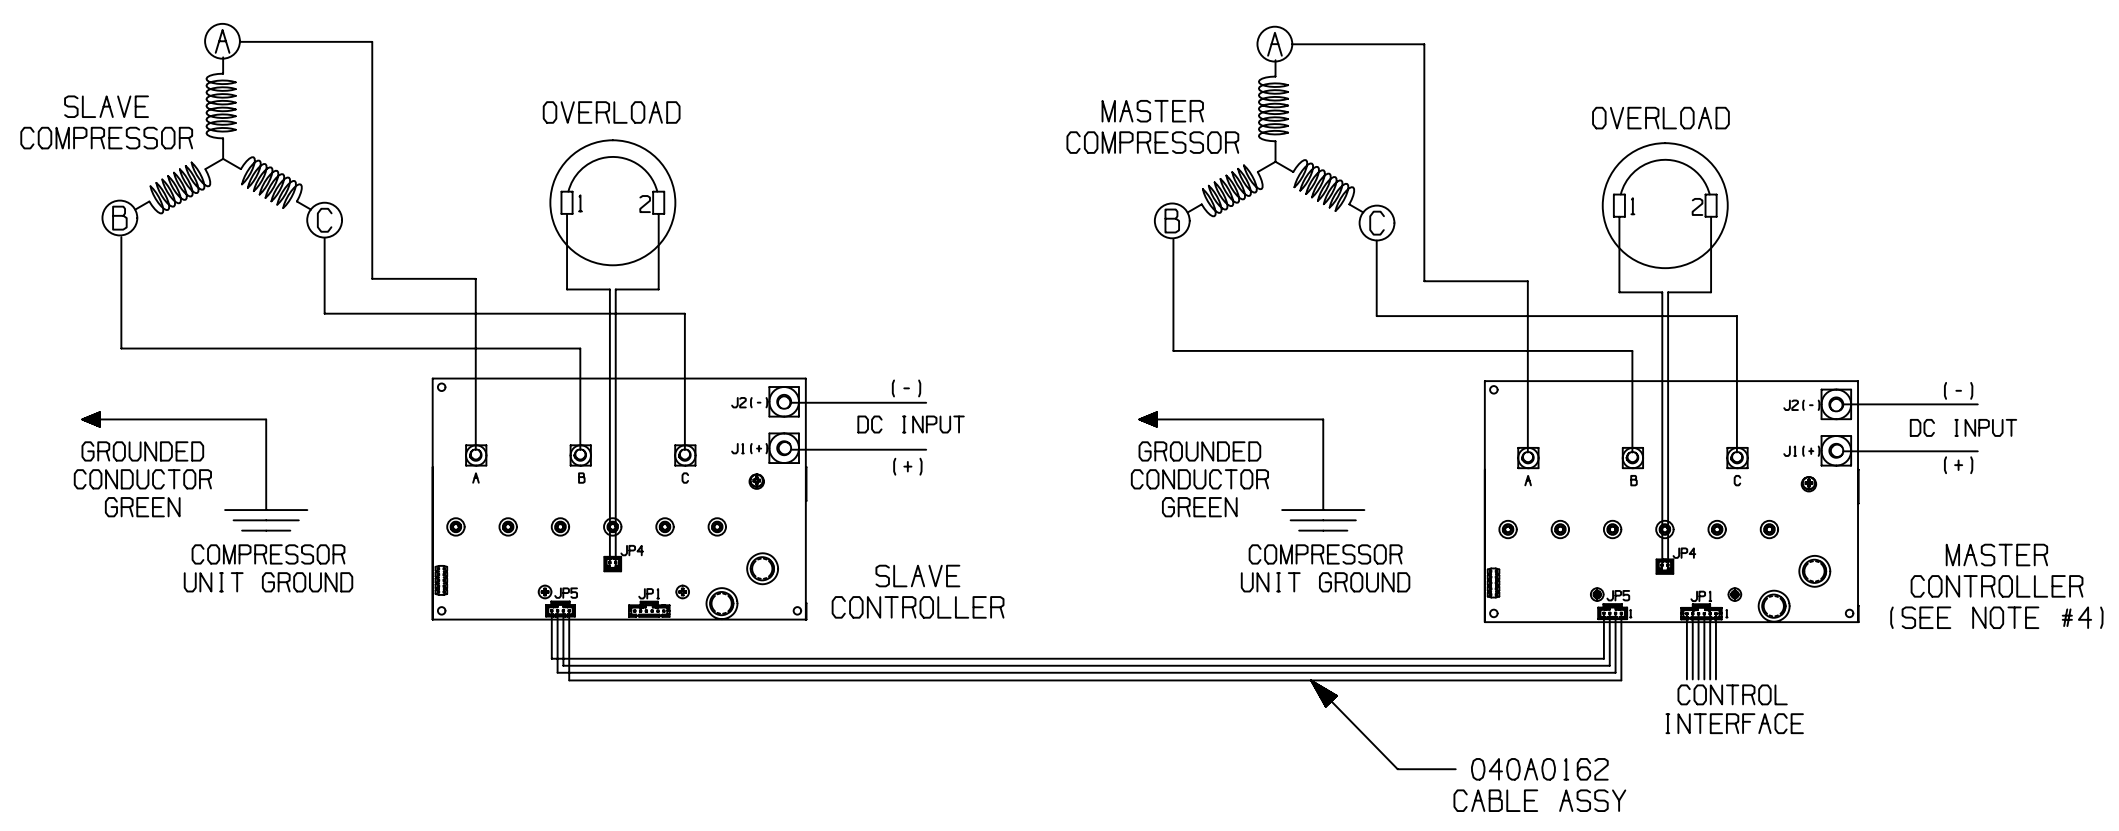 A
SLAVE
COMPRESSOR
B
C
OVERLOAD
1 2
J2(-)
(-)
DC INPUT
J1(+)
(+)
A B C
GROUNDED
CONDUCTOR
GREEN
COMPRESSOR
UNIT GROUND
JP4
JP5 JP1
SLAVE
CONTROLLER
A
MASTER
COMPRESSOR
B
C
OVERLOAD
1 2
J2(-)
(-)
DC INPUT
J1(+)
(+)
A B C
GROUNDED
CONDUCTOR
GREEN
COMPRESSOR
UNIT GROUND
JP4
JP5 JP1
1 1
MASTER
CONTROLLER
(SEE NOTE #4)
CONTROL
INTERFACE
040A0162
CABLE ASSY